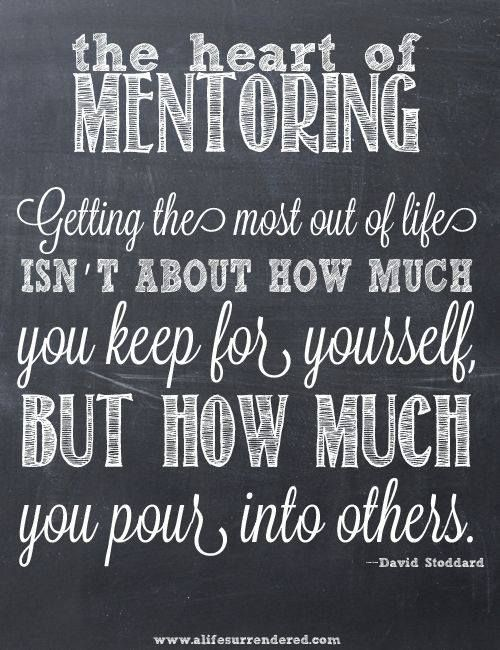 the heart of
MENTORING
Getting the most out of life
ISN'T ABOUT HOW MUCH
you keep for yourself,
BUT HOW MUCH
you pour into others.
--David Stoddard
www.alifesurrendered.com